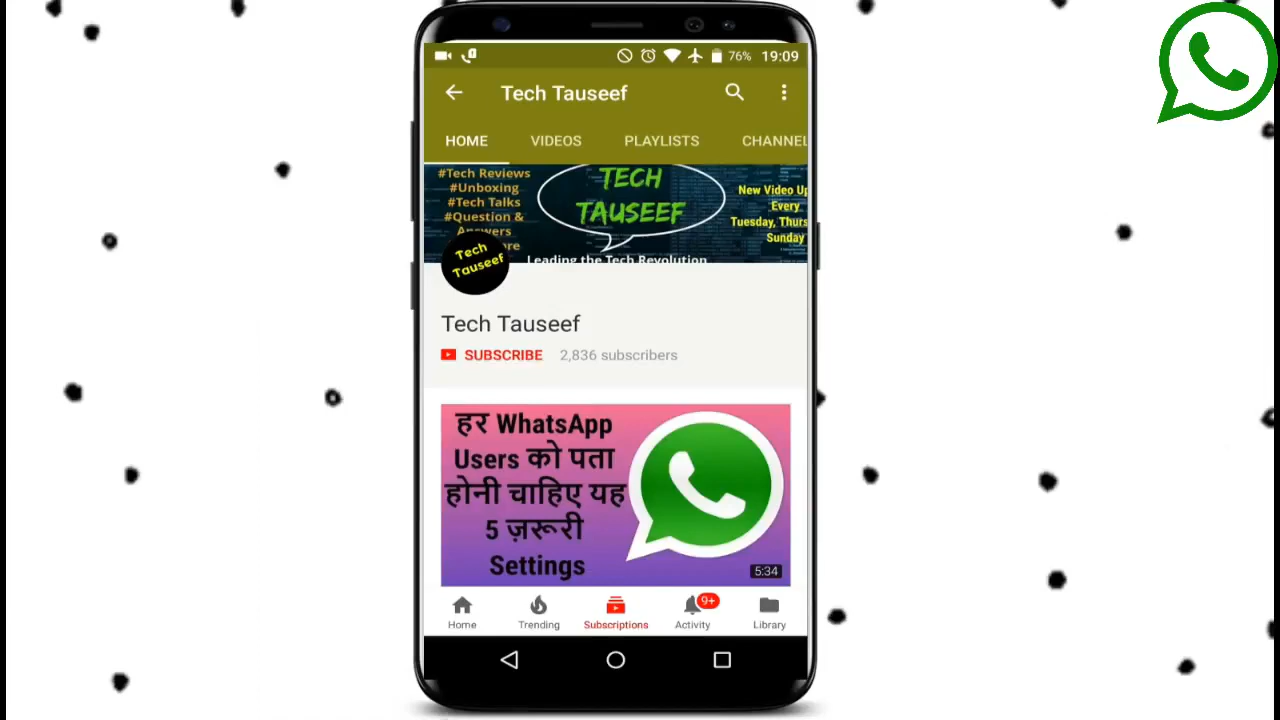 76% 19:09
Tech Tauseef
HOME VIDEOS PLAYLISTS CHANNEL
#Tech Reviews
#Unboxing
#Tech Talks
#Question &
Answers
TECH
TAUSEEF
Leading the Tech Revolution
New Video Up
Every
Tuesday, Thurs
Sunday
Tech
Tauseef
Tech Tauseef
SUBSCRIBE 2,836 subscribers
हर WhatsApp
Users को पता
होनी चाहिए यह
5 ज़रूरी
Settings
5:34
9+
Home Trending Subscriptions Activity Library